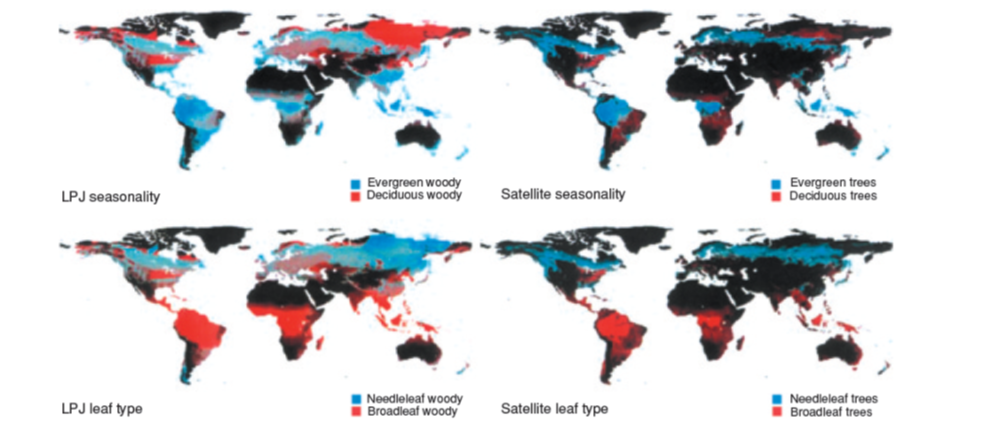 Evergreen woody
Deciduous woody
LPJ seasonality
Evergreen trees
Deciduous trees
Satellite seasonality
Needleleaf woody
Broadleaf woody
LPJ leaf type
Needleleaf trees
Broadleaf trees
Satellite leaf type